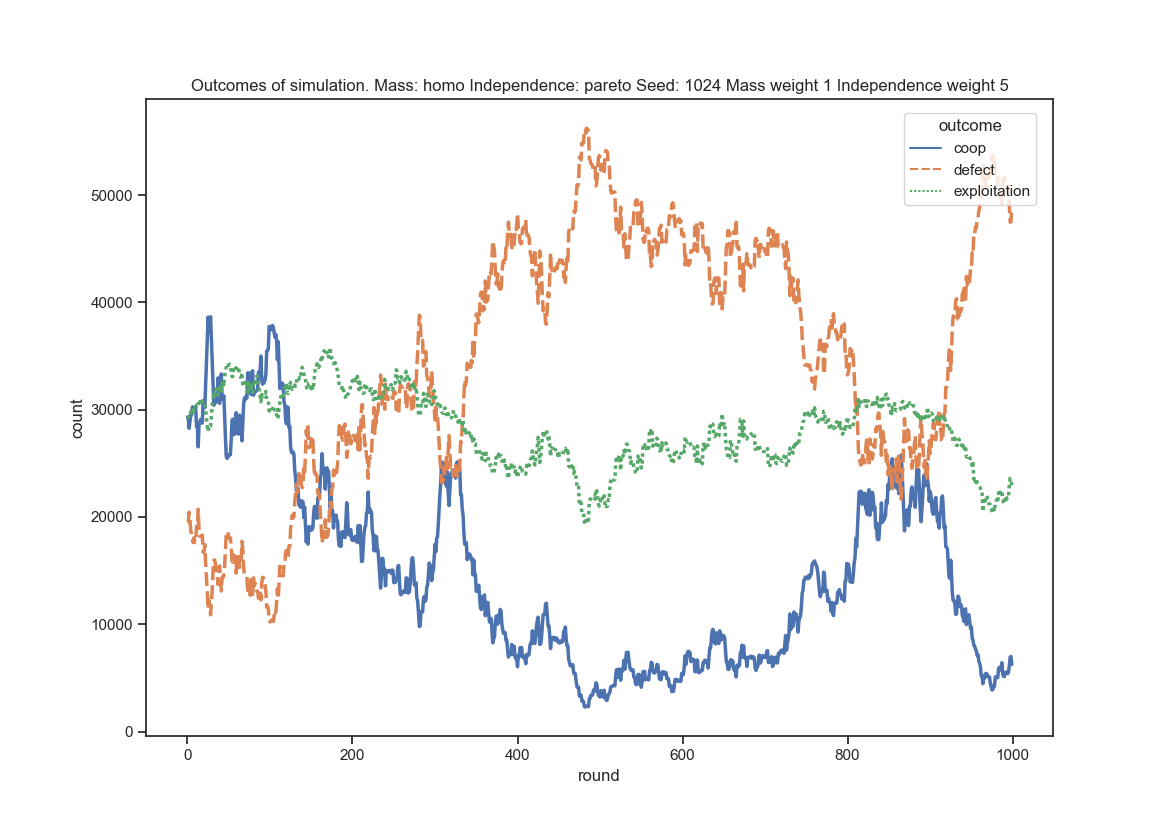 Outcomes of simulation. Mass: homo Independence: pareto Seed: 1024 Mass weight 1 Independence weight 5
outcome
coop
defect
exploitation
50000
40000
30000
20000
10000
0
count
0 200 400 600 800 1000
round